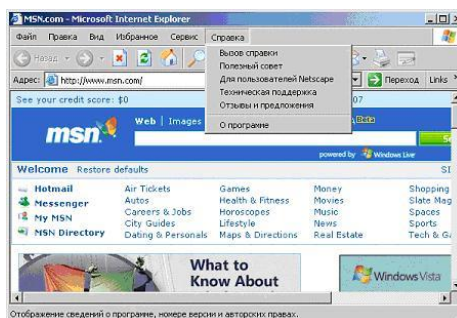 MSN.com - Microsoft Internet Explorer
Файл Правка Вид Избранное Сервис Справка
Назад
Вызов справки
Полезный совет
Для пользователей Netscape
Техническая поддержка
Отзывы и предложения
О программе
Адрес: http://www.msn.com/ Переход Links
See your credit score: $0 07
msn
Web | Images Beta
powered by Windows Live
Welcome Restore defaults SI
Hotmail Air Tickets Games Money Shopping
Messenger Autos Health & Fitness Movies Slate Mag
My MSN Careers & Jobs Horoscopes Music Spaces
MSN Directory City Guides Lifestyle News Sports
Dating & Personals Maps & Directions Real Estate Tech & Ga
What to
Know About
Windows Vista
Отображение сведений о программе, номере версии и авторских правах.